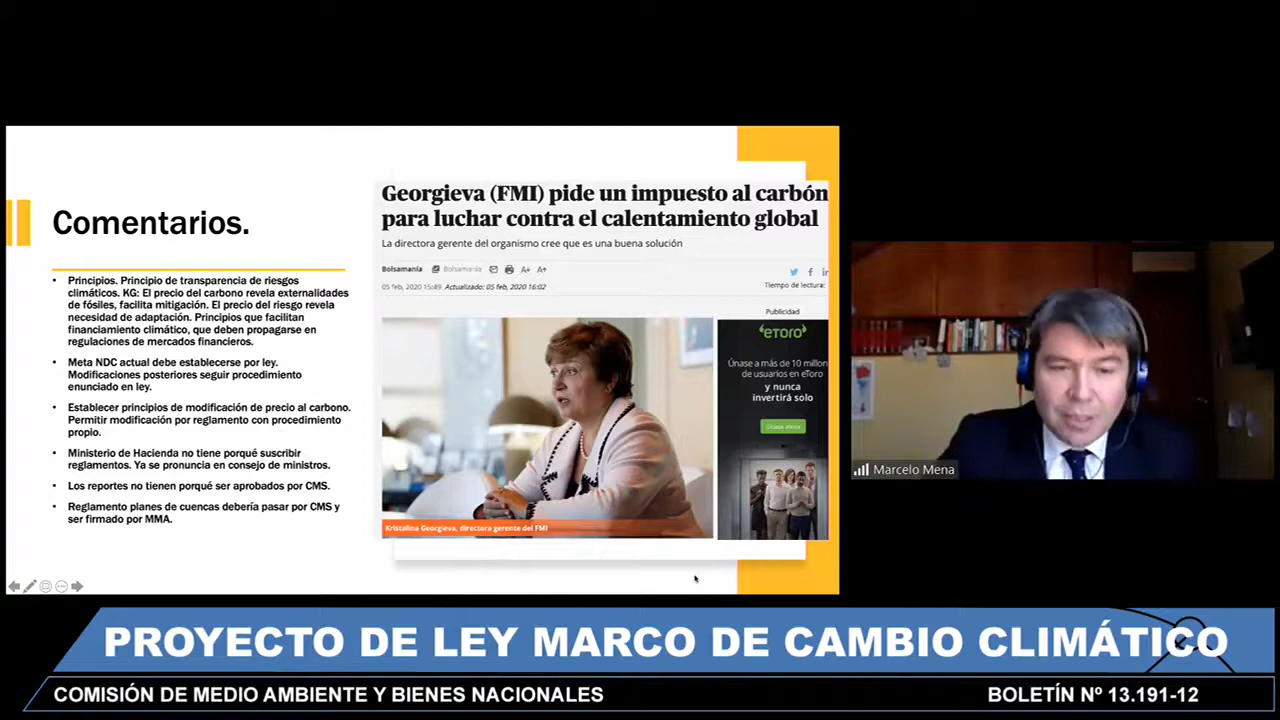 Comentarios.
• Principios. Principio de transparencia de riesgos
climáticos. KG: El precio del carbono revela externalidades
de fósiles, facilita mitigación. El precio del riesgo revela
necesidad de adaptación. Principios que facilitan
financiamiento climático, que deben propagarse en
regulaciones de mercados financieros.
• Meta NDC actual debe establecerse por ley.
Modificaciones posteriores seguir procedimiento
enunciado en ley.
• Establecer principios de modificación de precio al carbono.
Permitir modificación por reglamento con procedimiento
propio.
• Ministerio de Hacienda no tiene porqué suscribir
reglamentos. Ya se pronuncia en consejo de ministros.
• Los reportes no tienen porqué ser aprobados por CMS.
• Reglamento planes de cuencas debería pasar por CMS y
ser firmado por MMA.
Georgieva (FMI) pide un impuesto al carbón
para luchar contra el calentamiento global
La directora gerente del organismo cree que es una buena solución
Bolsamanía Bolsamanía A+ A+
05 feb, 2020 15:49 Actualizado: 05 feb, 2020 16:02
Tiempo de lectura:
Publicidad
eToro
Únase a más de 10 millon
de usuarios en eToro
y nunca
invertirá solo
Kristalina Georgieva, directora gerente del FMI
Marcelo Mena
PROYECTO DE LEY MARCO DE CAMBIO CLIMÁTICO
COMISIÓN DE MEDIO AMBIENTE Y BIENES NACIONALES
BOLETÍN Nº 13.191-12